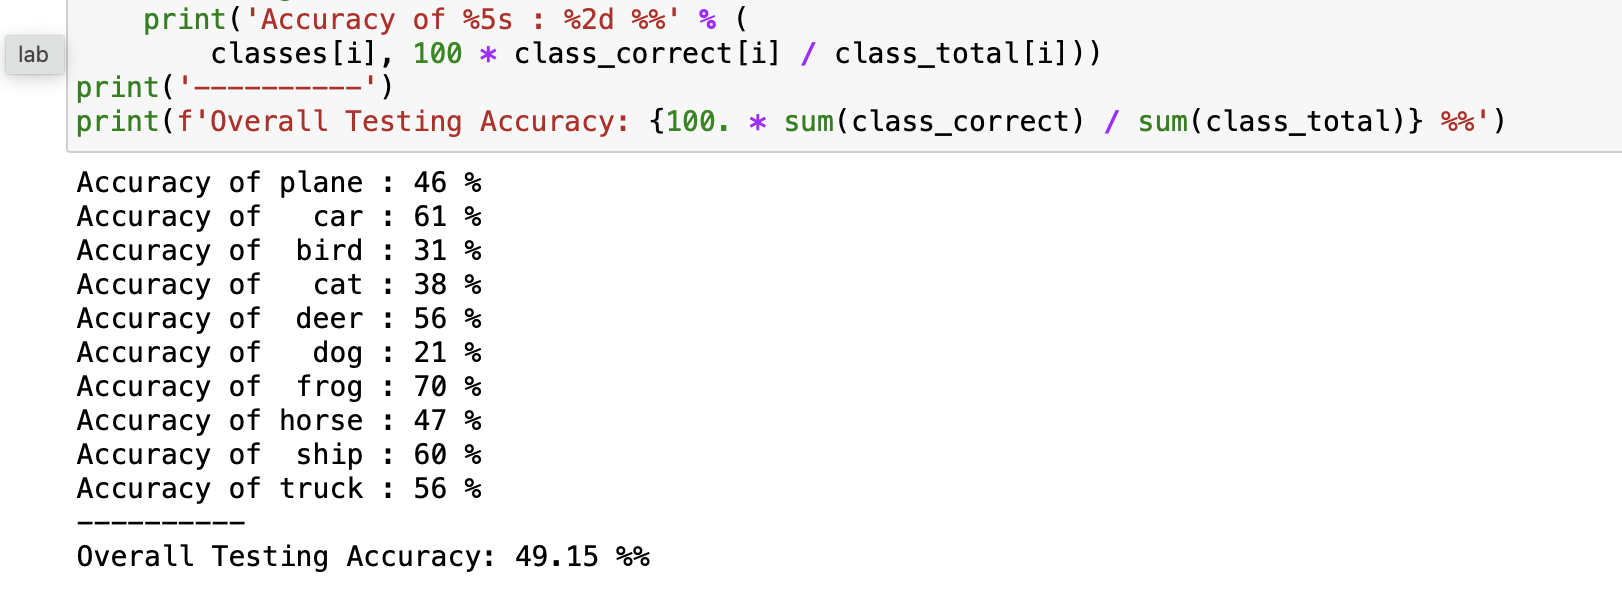 print('Accuracy of %5s : %2d %%' % (
lab
classes[i], 100 * class_correct[i] / class_total[i]))
print('----------')
print(f'Overall Testing Accuracy: {100. * sum(class_correct) / sum(class_total)} %%')
Accuracy of plane : 46 %
Accuracy of   car : 61 %
Accuracy of  bird : 31 %
Accuracy of   cat : 38 %
Accuracy of  deer : 56 %
Accuracy of   dog : 21 %
Accuracy of  frog : 70 %
Accuracy of horse : 47 %
Accuracy of  ship : 60 %
Accuracy of truck : 56 %
----------
Overall Testing Accuracy: 49.15 %%